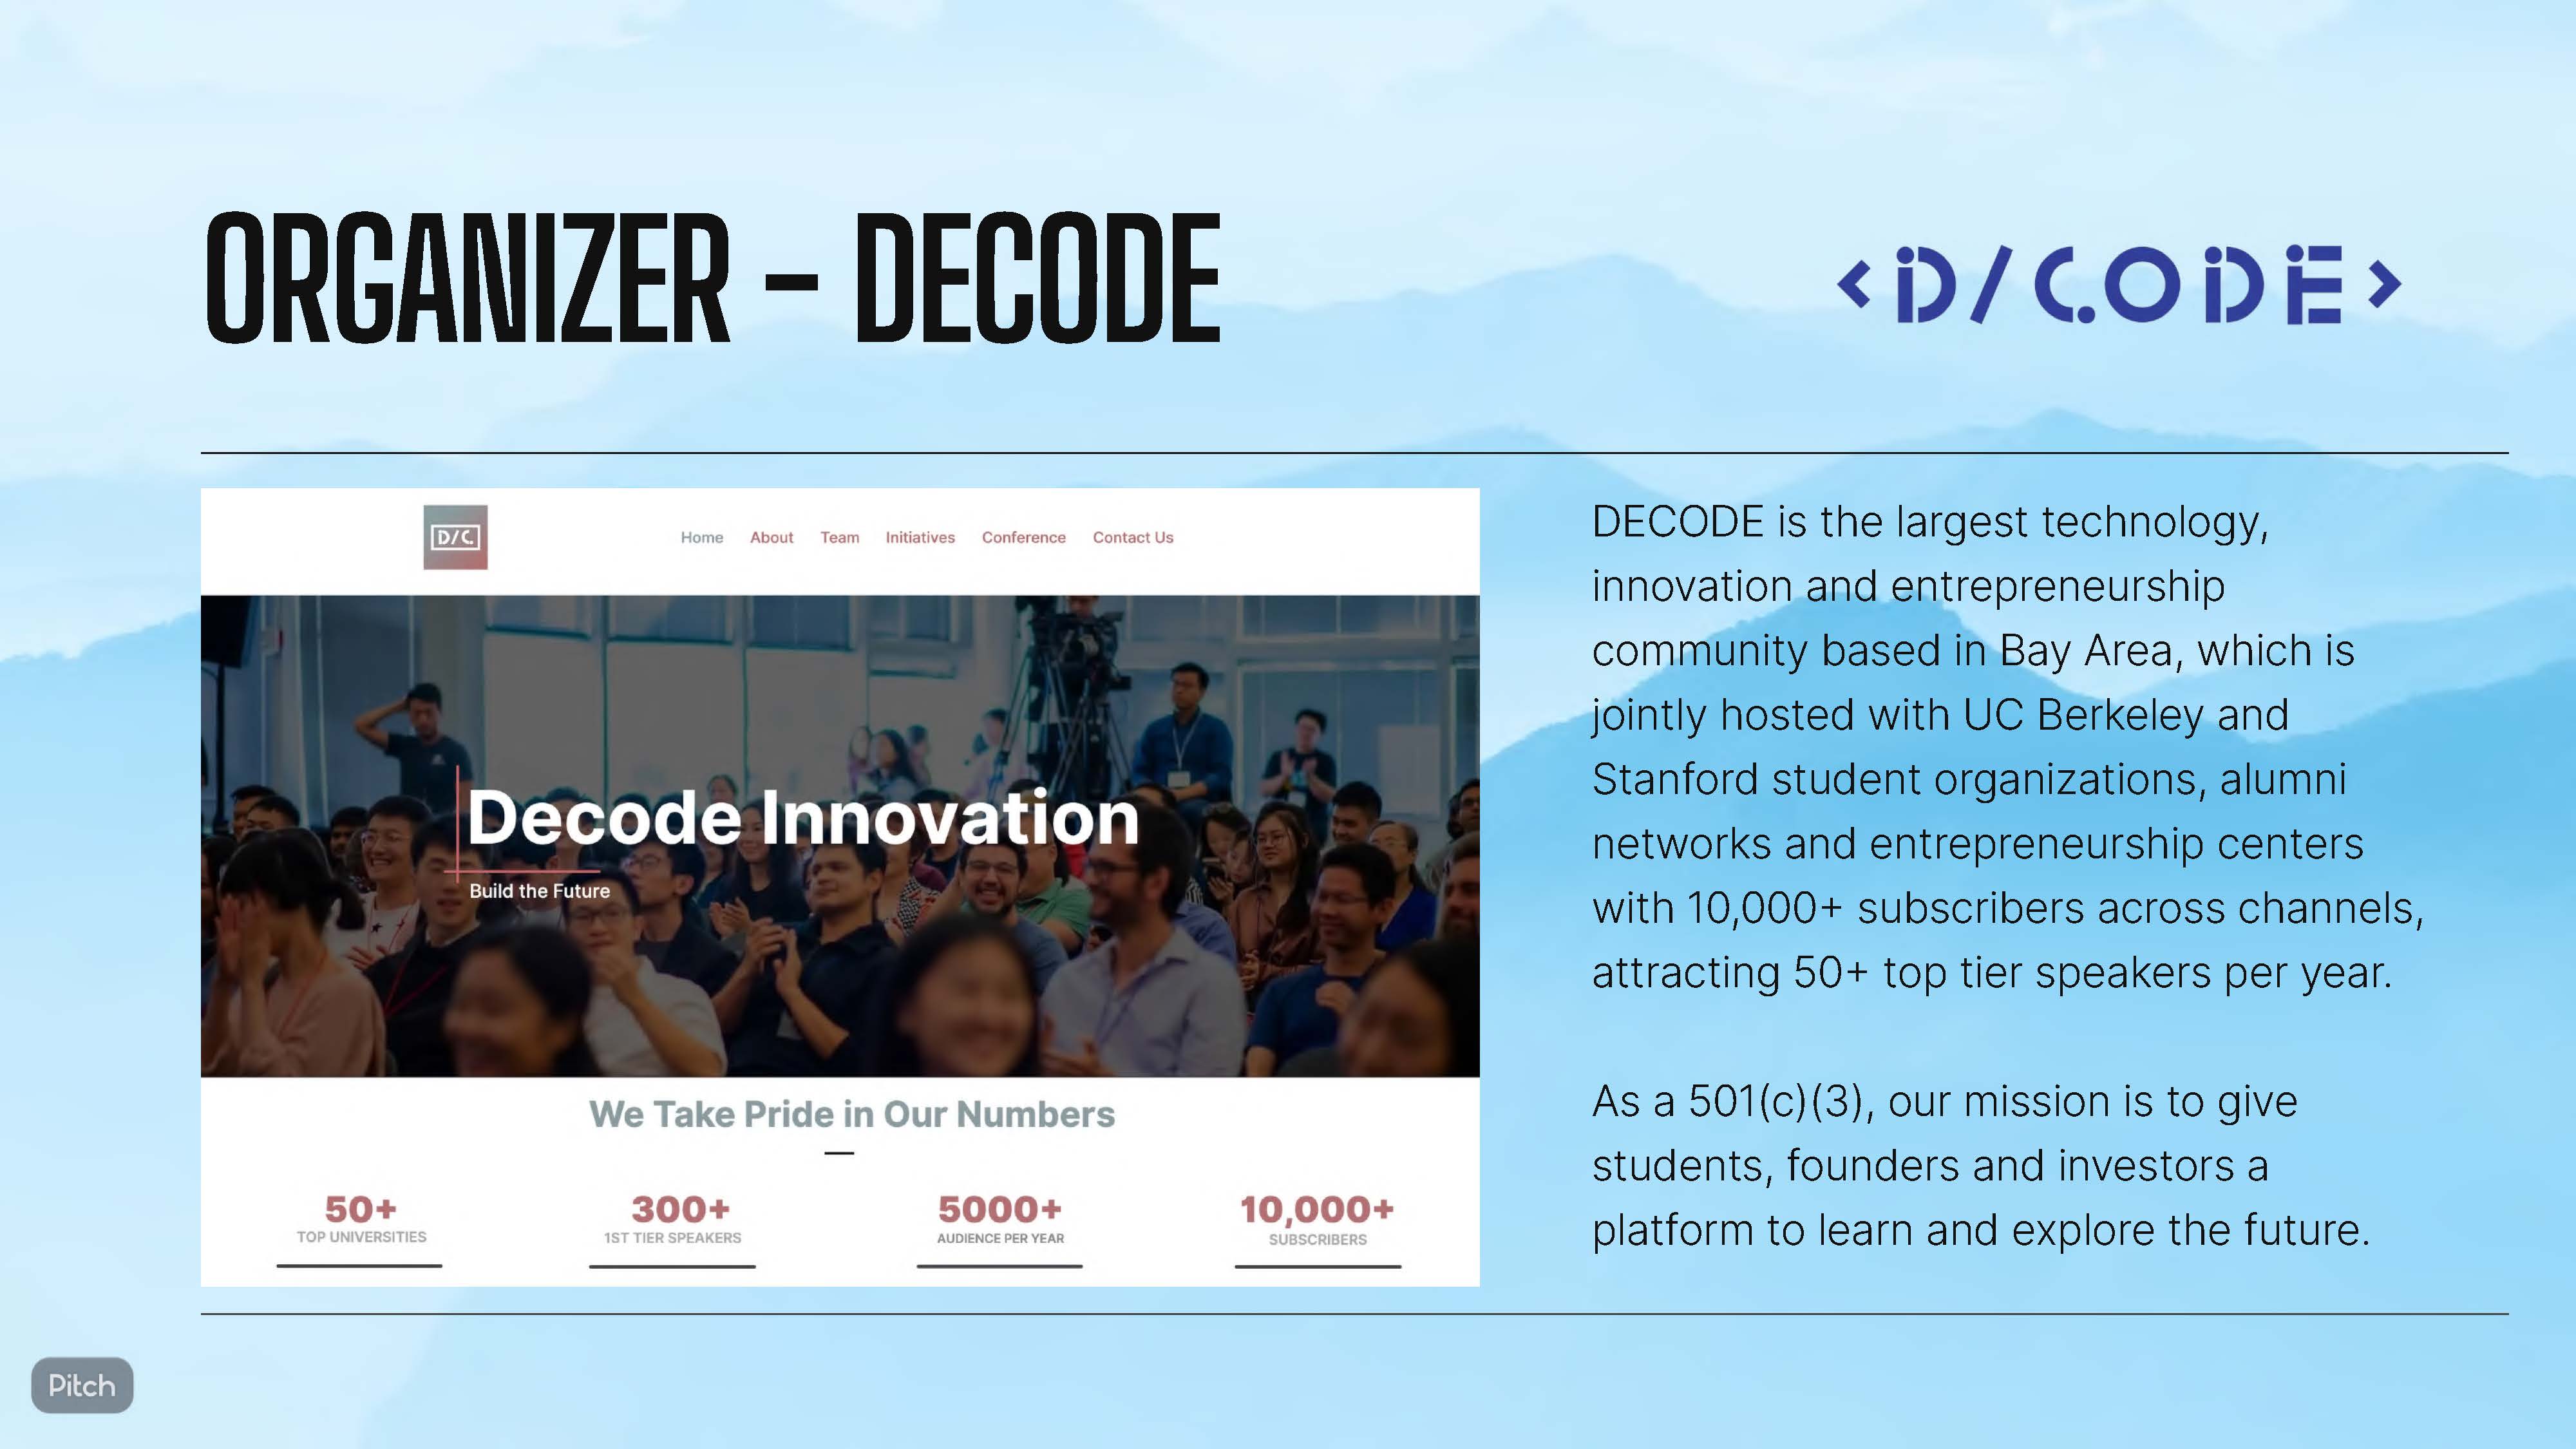 ORGANIZER – DECODE
<D/CODE>
D/C
Home About Team Initiatives Conference Contact Us
Decode Innovation
Build the Future
We Take Pride in Our Numbers
50+
TOP UNIVERSITIES
300+
1ST TIER SPEAKERS
5000+
AUDIENCE PER YEAR
10,000+
SUBSCRIBERS
DECODE is the largest technology,
innovation and entrepreneurship
community based in Bay Area, which is
jointly hosted with UC Berkeley and
Stanford student organizations, alumni
networks and entrepreneurship centers
with 10,000+ subscribers across channels,
attracting 50+ top tier speakers per year.
As a 501(c)(3), our mission is to give
students, founders and investors a
platform to learn and explore the future.
Pitch